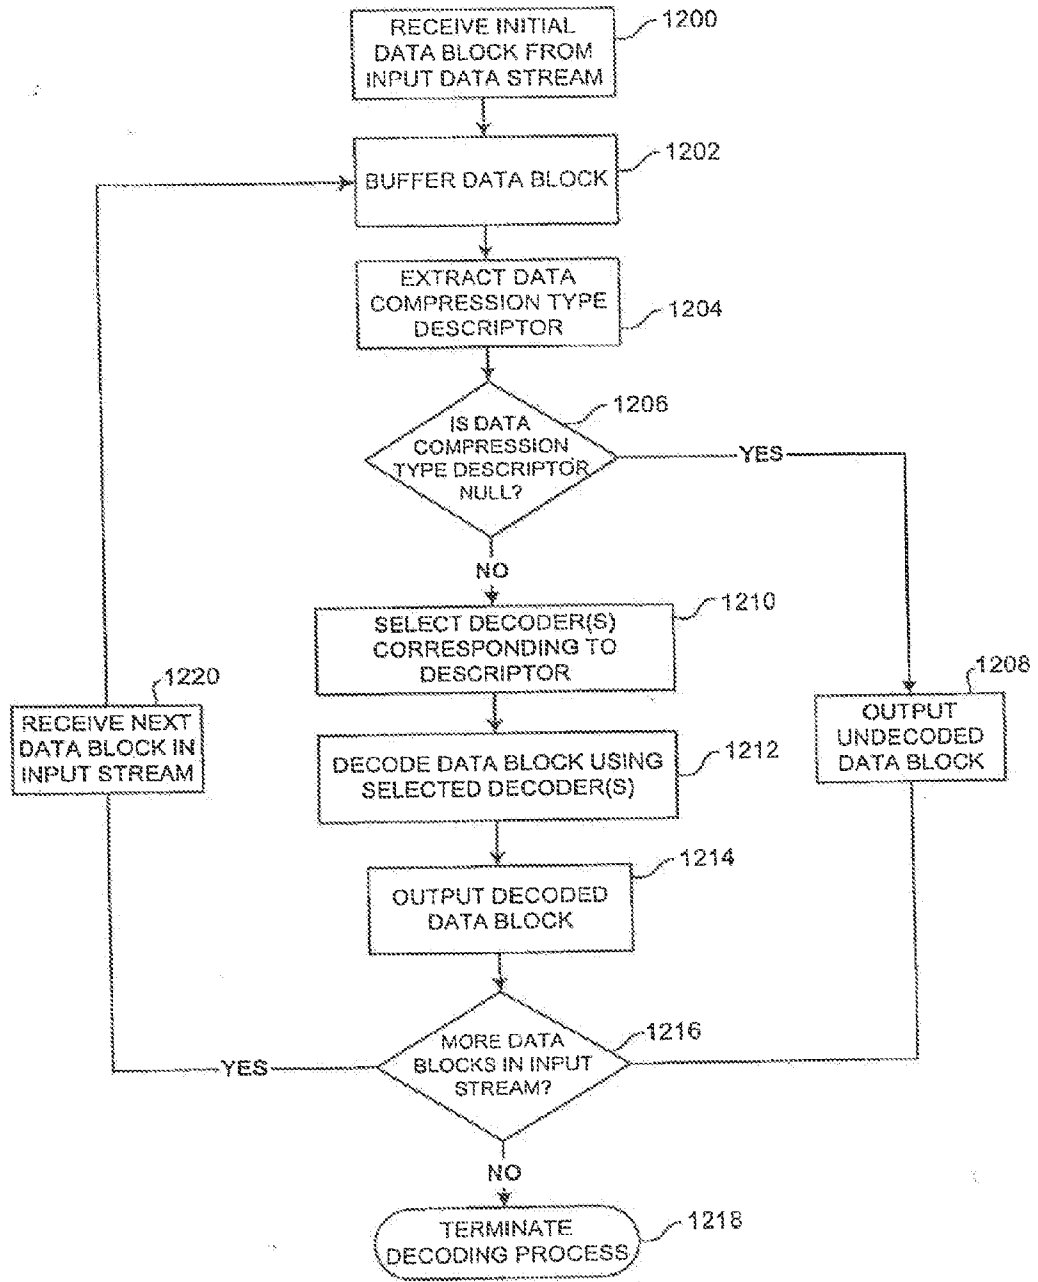 RECEIVE INITIAL
DATA BLOCK FROM
INPUT DATA STREAM
1200
BUFFER DATA BLOCK
1202
EXTRACT DATA
COMPRESSION TYPE
DESCRIPTOR
1204
IS DATA
COMPRESSION
TYPE DESCRIPTOR
NULL?
1206
YES
NO
SELECT DECODER(S)
CORRESPONDING TO
DESCRIPTOR
1210
RECEIVE NEXT
DATA BLOCK IN
INPUT STREAM
1220
OUTPUT
UNDECODED
DATA BLOCK
1208
DECODE DATA BLOCK USING
SELECTED DECODER(S)
1212
OUTPUT DECODED
DATA BLOCK
1214
MORE DATA
BLOCKS IN INPUT
STREAM?
1216
YES
NO
TERMINATE
DECODING PROCESS
1218